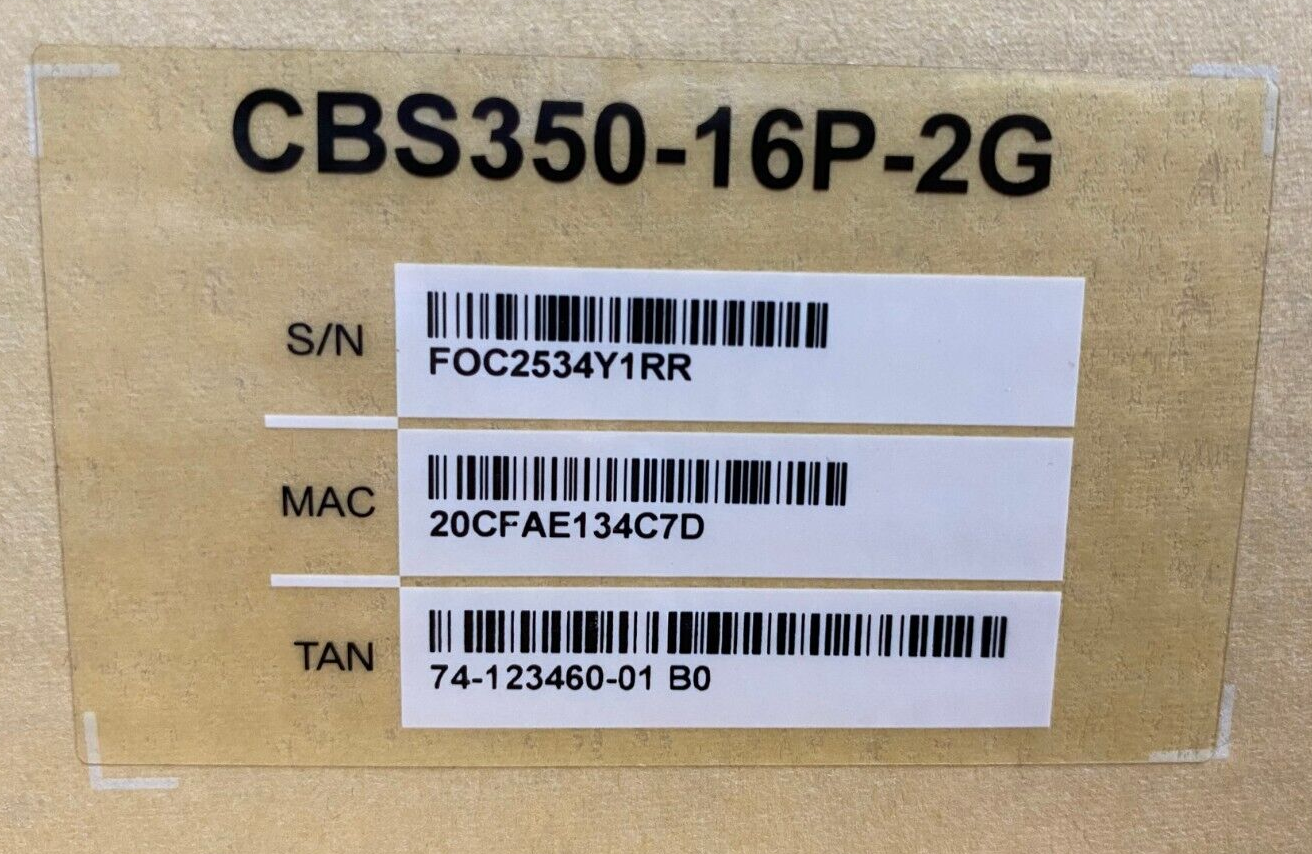 CBS350-16P-2G
S/N
FOC2534Y1RR
MAC
20CFAE134C7D
TAN
74-123460-01 B0